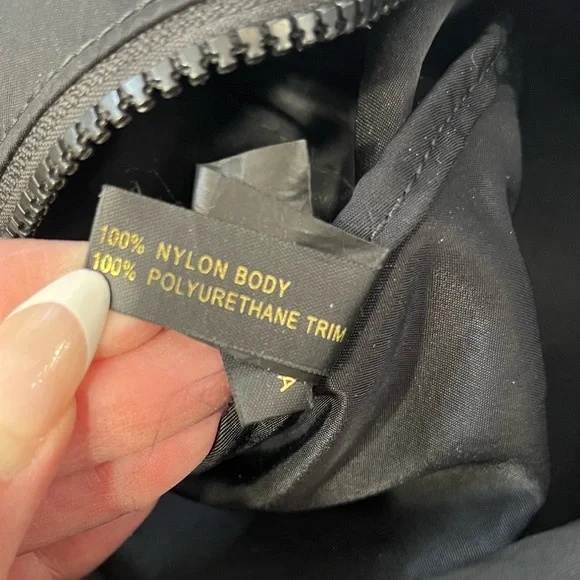 100% NYLON BODY
100% POLYURETHANE TRIM
A